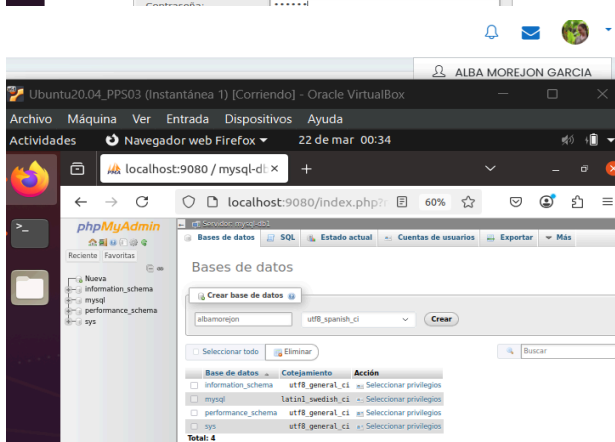 Contraseña:
ALBA MOREJON GARCIA
Ubuntu20.04_PPS03 (Instantánea 1) [Corriendo] - Oracle VirtualBox
Archivo Máquina Ver Entrada Dispositivos Ayuda
Actividades Navegador web Firefox 22 de mar 00:34
localhost:9080 / mysql-db
localhost:9080/index.php? 60%
phpMyAdmin
Reciente Favoritas
Nueva
information_schema
mysql
performance_schema
sys
Servidor: mysql-db1
Bases de datos SQL Estado actual Cuentas de usuarios Exportar Más
Bases de datos
Crear base de datos
albamorejon utf8_spanish_ci Crear
Seleccionar todo Eliminar Buscar
Base de datos Cotejamiento Acción
information_schema utf8_general_ci Seleccionar privilegios
mysql latin1_swedish_ci Seleccionar privilegios
performance_schema utf8_general_ci Seleccionar privilegios
sys utf8_general_ci Seleccionar privilegios
Total: 4